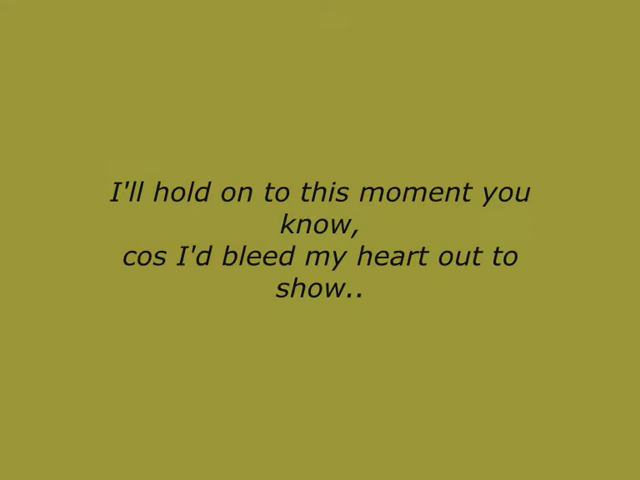 I'll hold on to this moment you
know,
cos I'd bleed my heart out to
show..